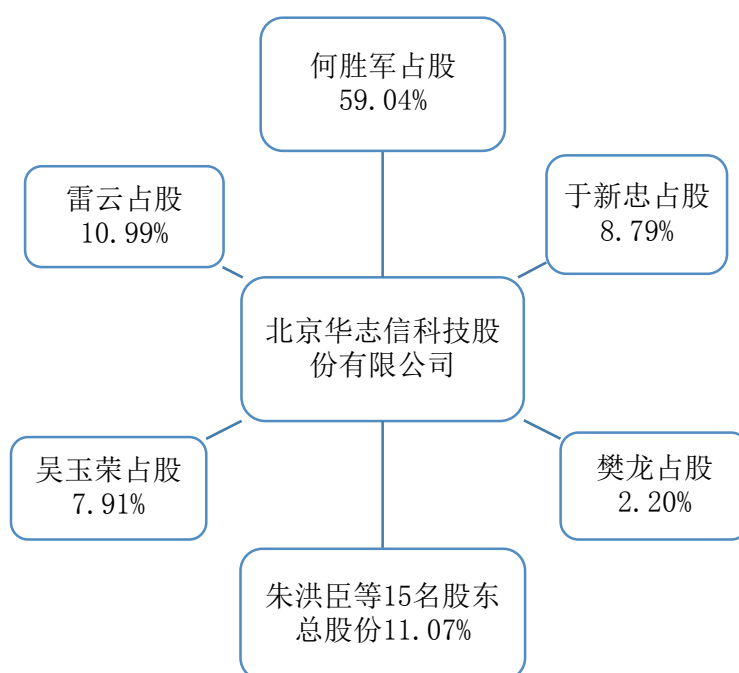 何胜军占股
59.04%
雷云占股
10.99%
于新忠占股
8.79%
北京华志信科技股
份有限公司
吴玉荣占股
7.91%
樊龙占股
2.20%
朱洪臣等15名股东
总股份11.07%